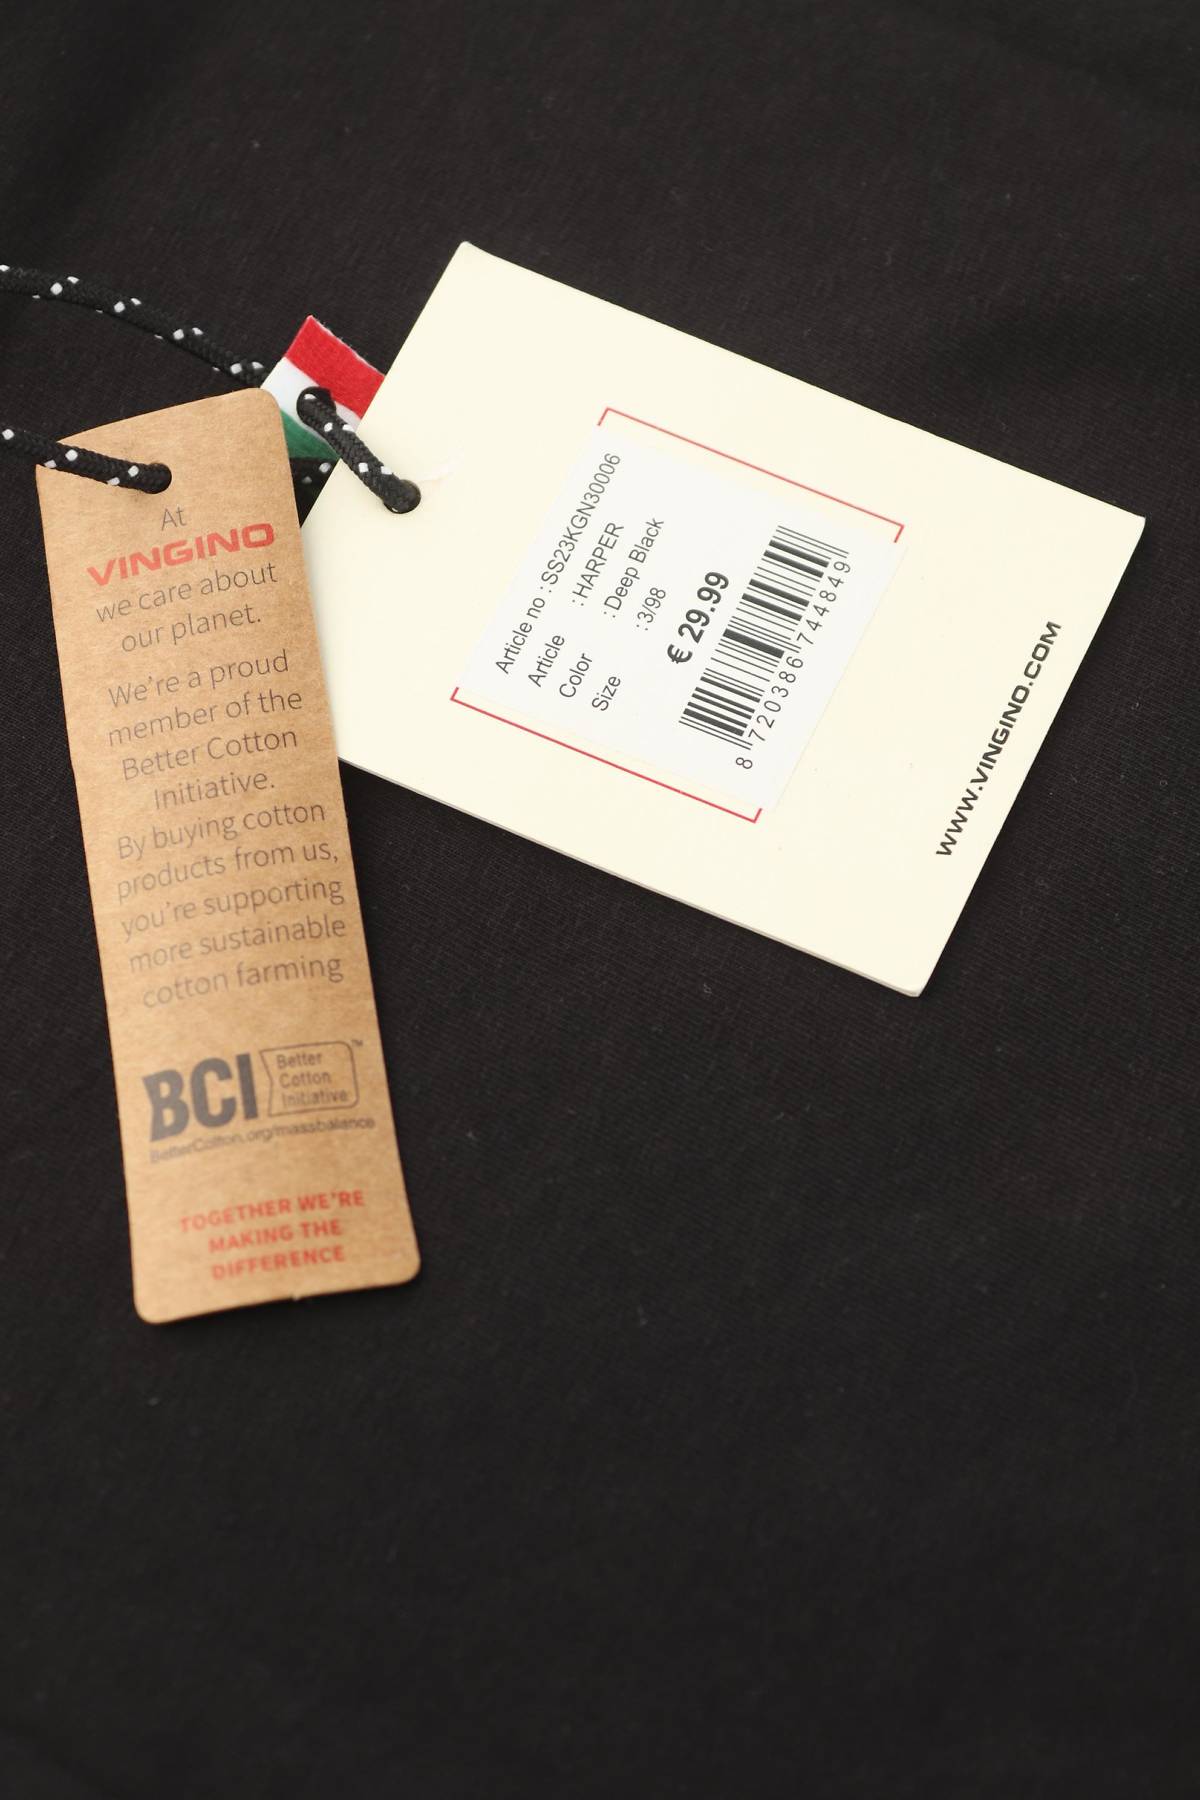 At
VINGINO
we care about
our planet.
We're a proud
member of the
Better Cotton
Initiative.
By buying cotton
products from us,
you're supporting
more sustainable
cotton farming
BCI
Better
Cotton
Initiative
™
BetterCotton.org/massbalance
TOGETHER WE'RE
MAKING THE
DIFFERENCE
Article no : SS23KGN30006
Article : HARPER
Color : Deep Black
Size : 3/98
€ 29.99
8 720386 744849
WWW.VINGINO.COM